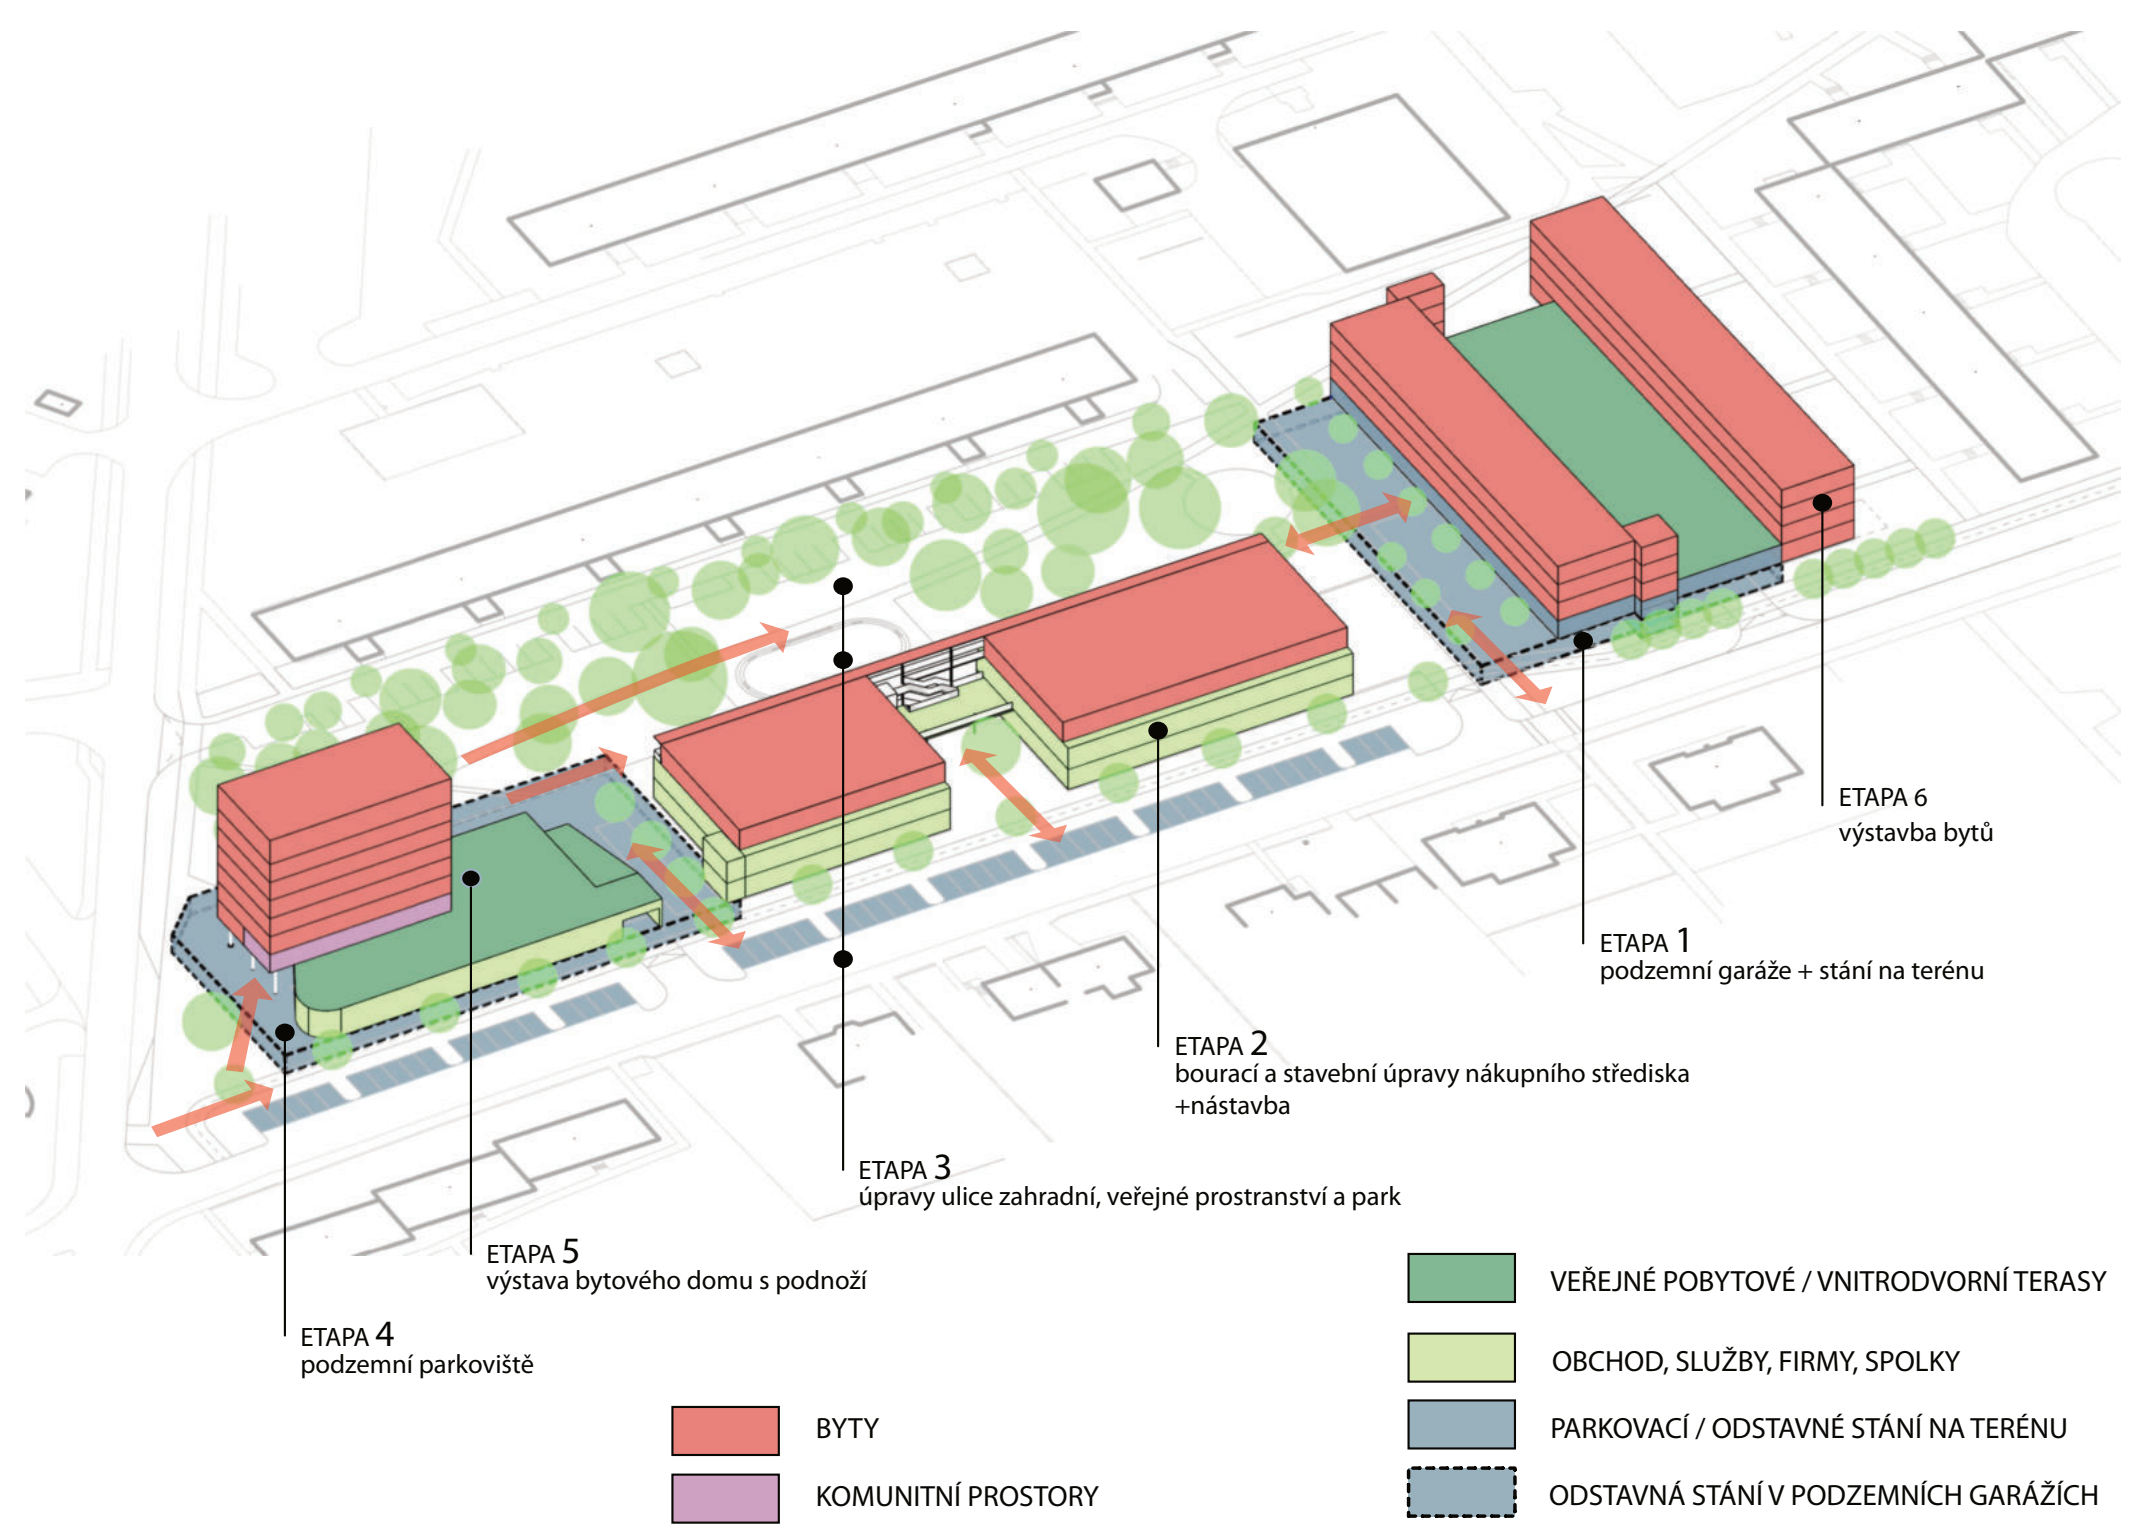 ETAPA 6
výstavba bytů
ETAPA 1
podzemní garáže + stání na terénu
ETAPA 2
bourací a stavební úpravy nákupního střediska
+nástavba
ETAPA 3
úpravy ulice zahradní, veřejné prostranství a park
ETAPA 5
výstava bytového domu s podnoží
ETAPA 4
podzemní parkoviště
BYTY
KOMUNITNÍ PROSTORY
VEŘEJNÉ POBYTOVÉ / VNITRODVORNÍ TERASY
OBCHOD, SLUŽBY, FIRMY, SPOLKY
PARKOVACÍ / ODSTAVNÉ STÁNÍ NA TERÉNU
ODSTAVNÁ STÁNÍ V PODZEMNÍCH GARÁŽÍCH